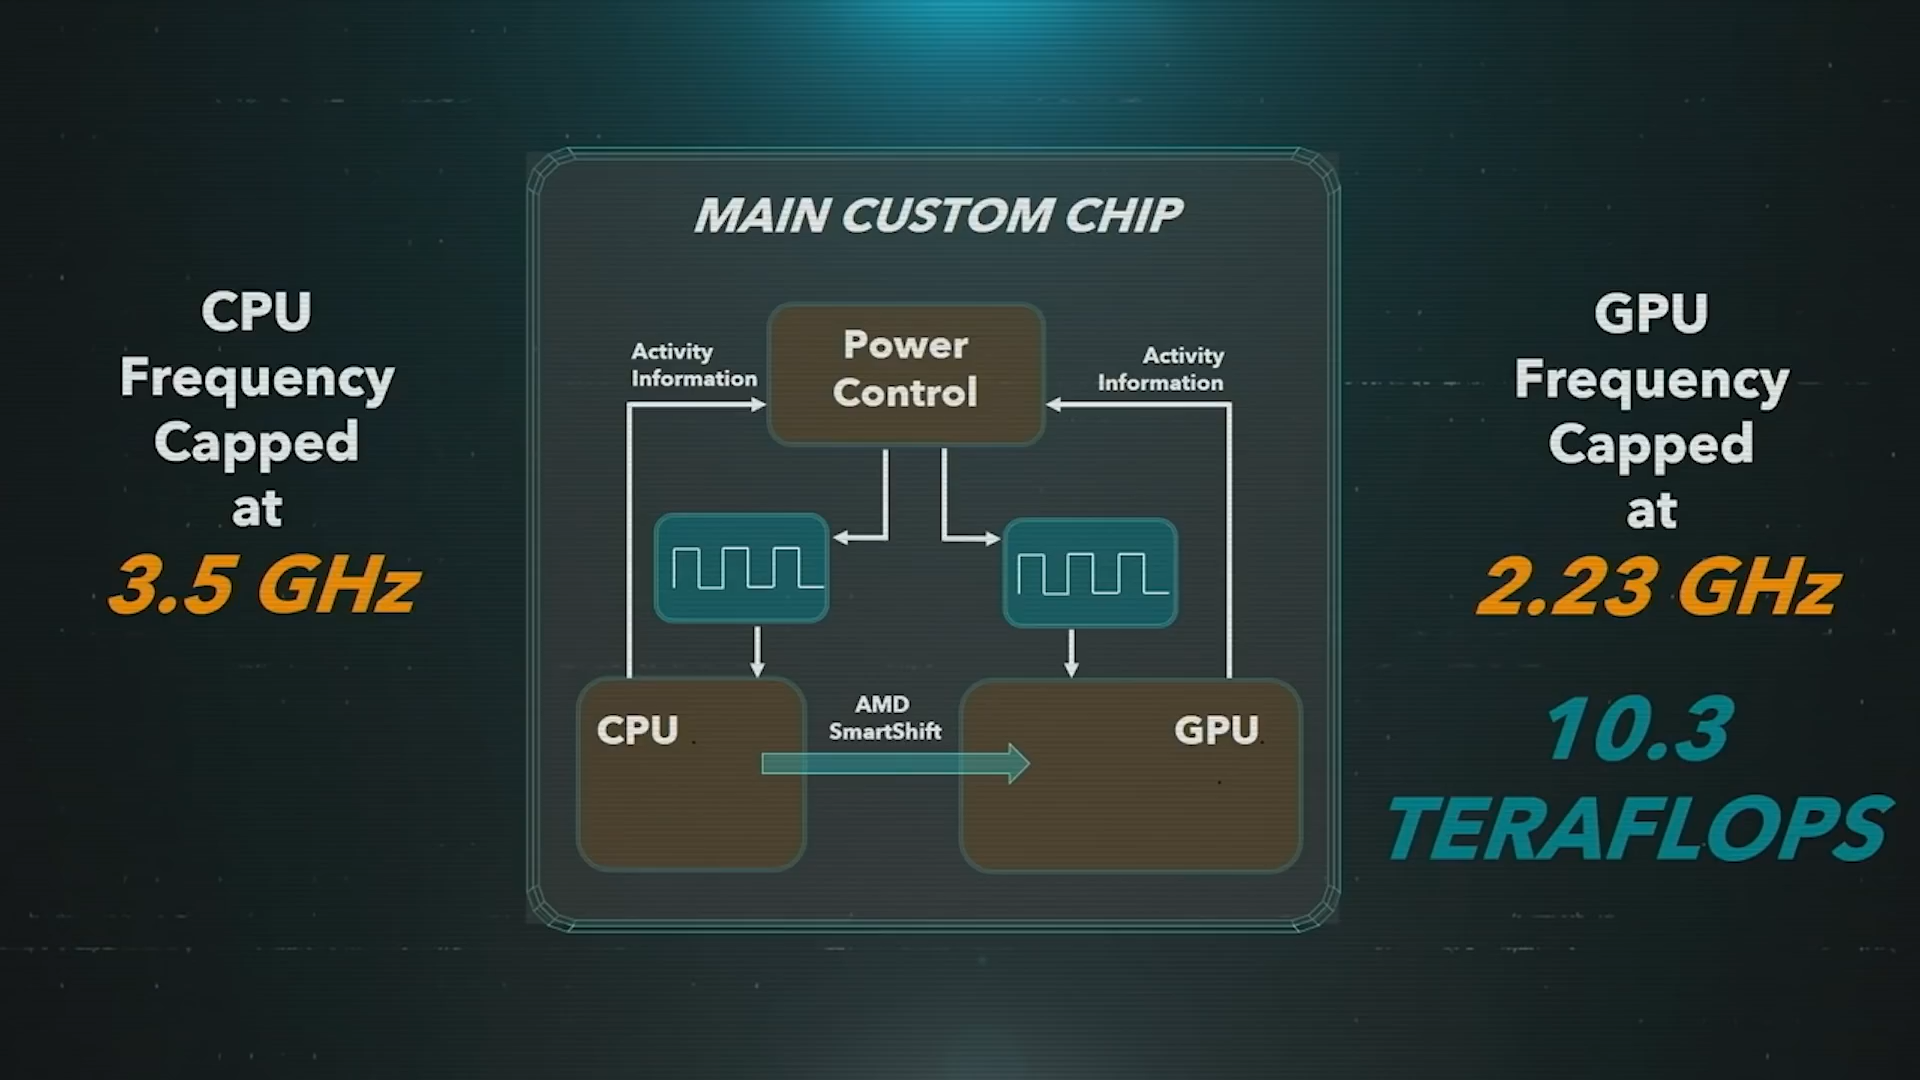 MAIN CUSTOM CHIP
CPU
Frequency
Capped
at
3.5 GHz
Activity
Information
Power
Control
Activity
Information
CPU
AMD
SmartShift
GPU
GPU
Frequency
Capped
at
2.23 GHz
10.3
TERAFLOPS